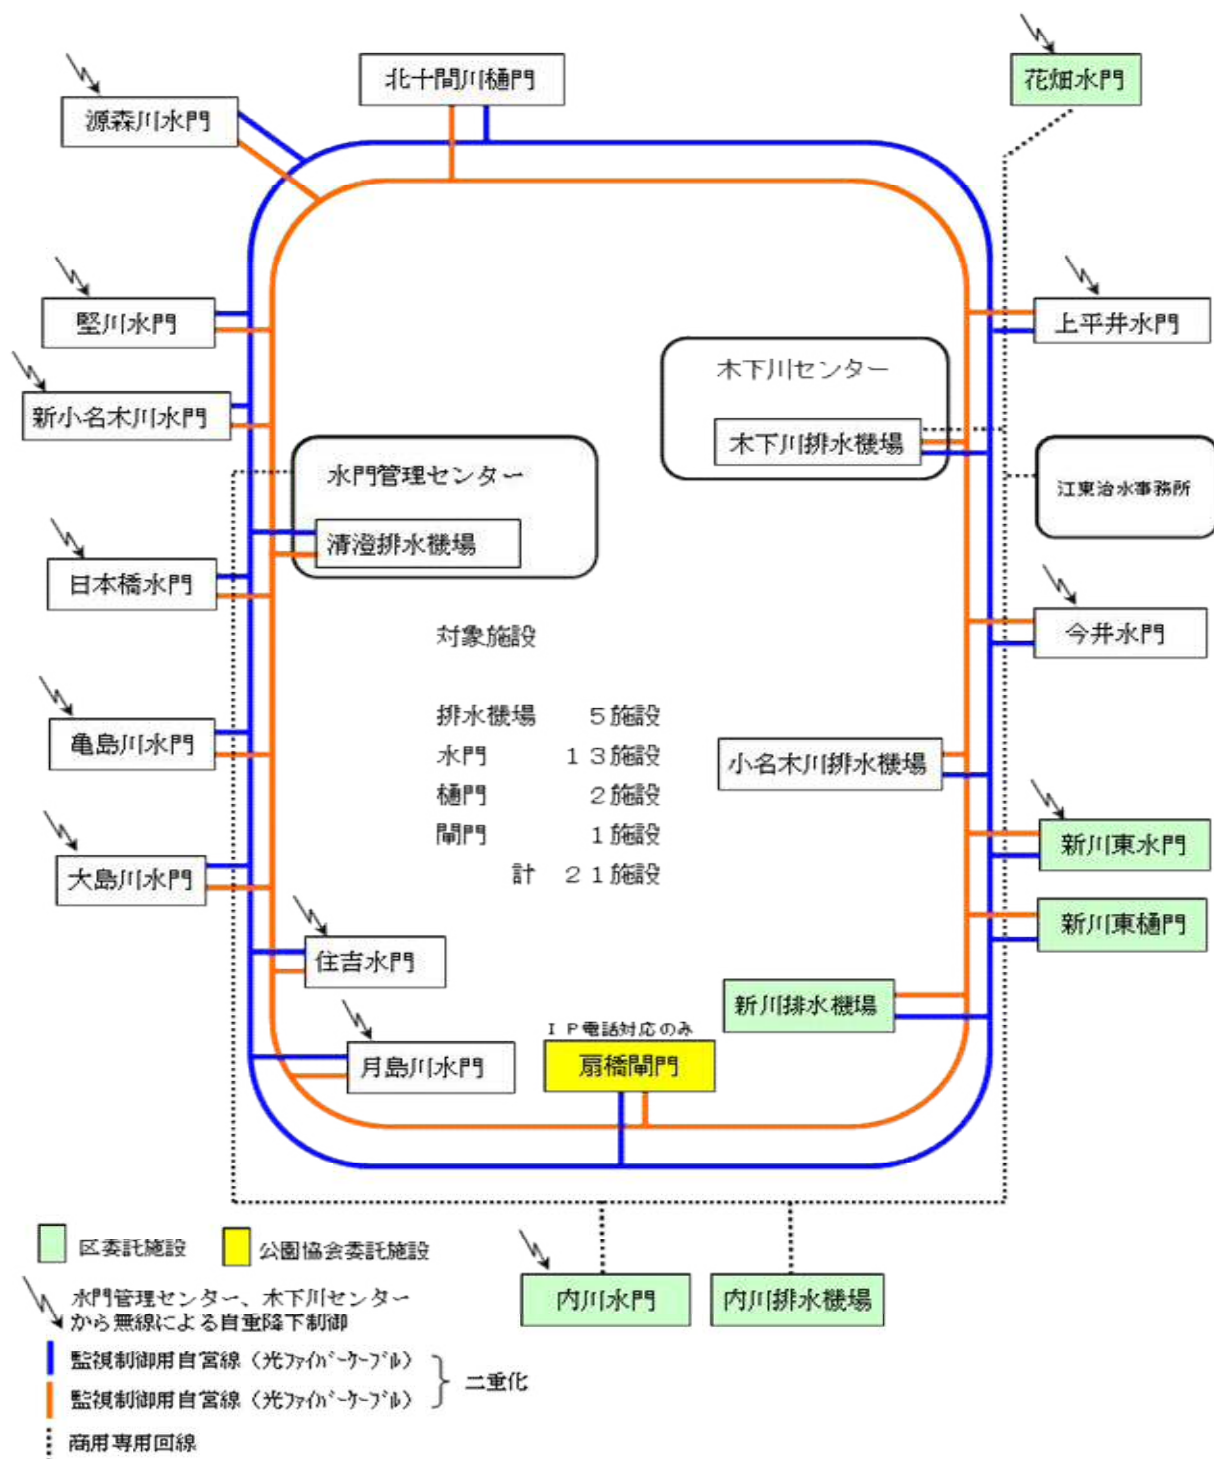 花畑水門
北十間川樋門
源森川水門
竪川水門
上平井水門
木下川センター
新小名木川水門
木下川排水機場
水門管理センター
江東治水事務所
清澄排水機場
日本橋水門
今井水門
対象施設
排水機場 5施設
水門 13施設
樋門 2施設
閘門 1施設
計 21施設
亀島川水門
小名木川排水機場
大島川水門
新川東水門
新川東樋門
住吉水門
新川排水機場
IP電話対応のみ
扇橋閘門
月島川水門
区委託施設
公園協会委託施設
水門管理センター、木下川センター
から無線による自重降下制御
内川水門
内川排水機場
監視制御用自営線(光ファイバーケーブル)
二重化
監視制御用自営線(光ファイバーケーブル)
商用専用回線